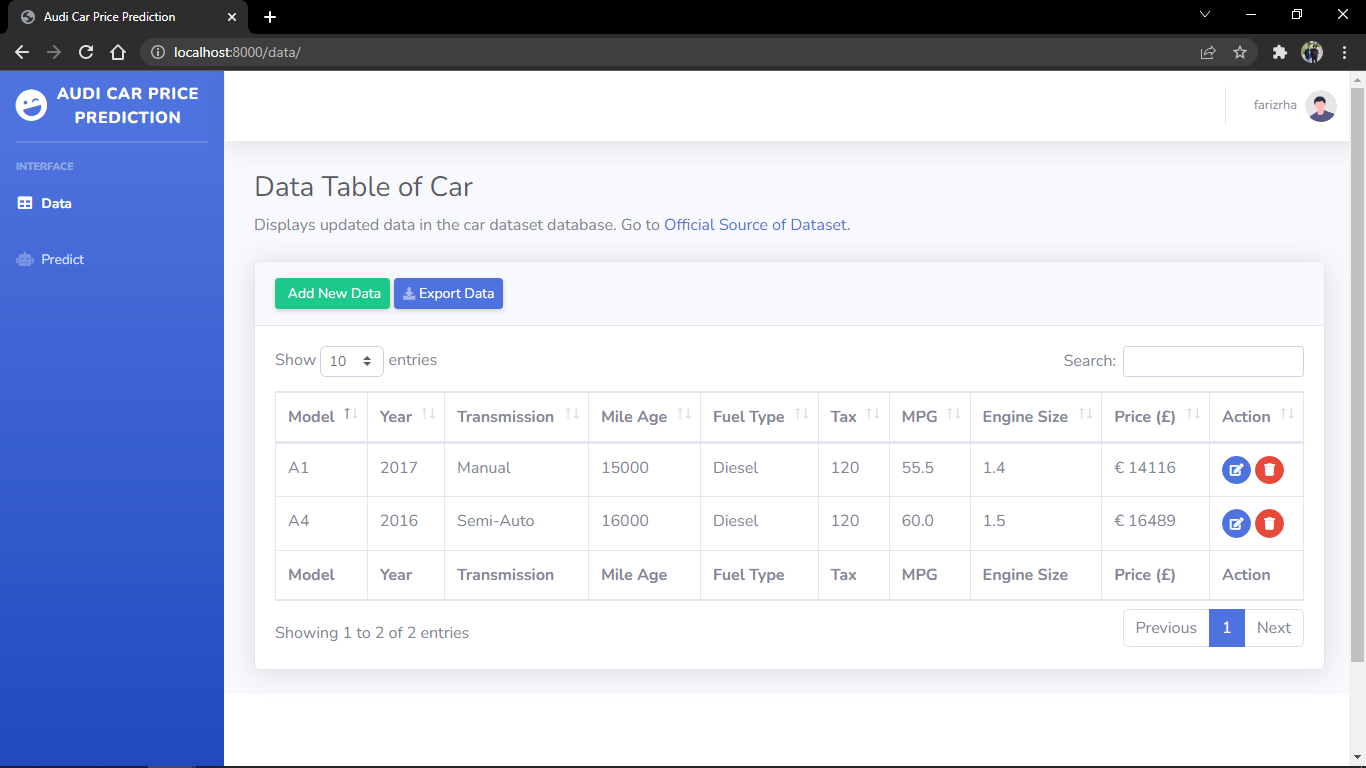 Audi Car Price Prediction
localhost:8000/data/
AUDI CAR PRICE
PREDICTION
farizrha
INTERFACE
Data
Predict
Data Table of Car
Displays updated data in the car dataset database. Go to Official Source of Dataset.
Add New Data Export Data
Show 10 entries Search:
Model Year Transmission Mile Age Fuel Type Tax MPG Engine Size Price (£) Action
A1 2017 Manual 15000 Diesel 120 55.5 1.4 € 14116
A4 2016 Semi-Auto 16000 Diesel 120 60.0 1.5 € 16489
Model Year Transmission Mile Age Fuel Type Tax MPG Engine Size Price (£) Action
Showing 1 to 2 of 2 entries Previous 1 Next